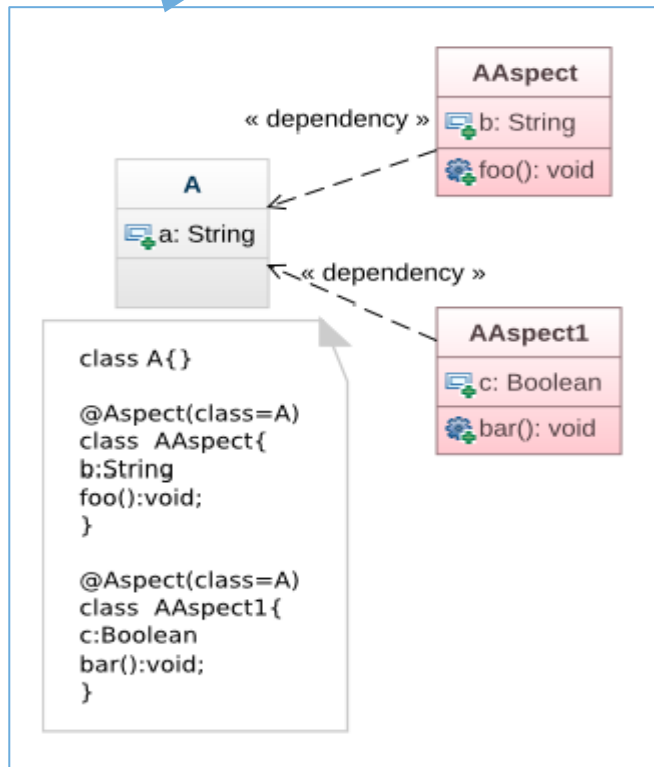 AAspect
b: String
foo(): void
« dependency »
A
a: String
« dependency »
AAspect1
c: Boolean
bar(): void
class A{}
@Aspect(class=A)
class AAspect{
b:String
foo():void;
}
@Aspect(class=A)
class AAspect1{
c:Boolean
bar():void;
}